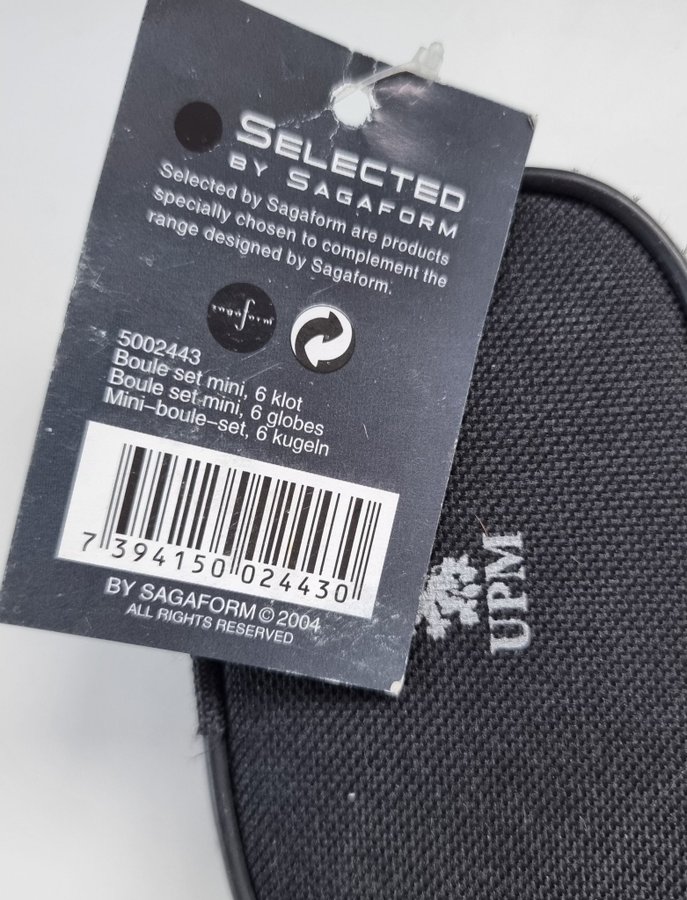 SELECTED
BY SAGAFORM
Selected by Sagaform are products
specially chosen to complement the
range designed by Sagaform.
sagaform
5002443
Boule set mini, 6 klot
Boule set mini, 6 globes
Mini-boule-set, 6 kugeln
7 394150 024430
BY SAGAFORM © 2004
ALL RIGHTS RESERVED
UPM